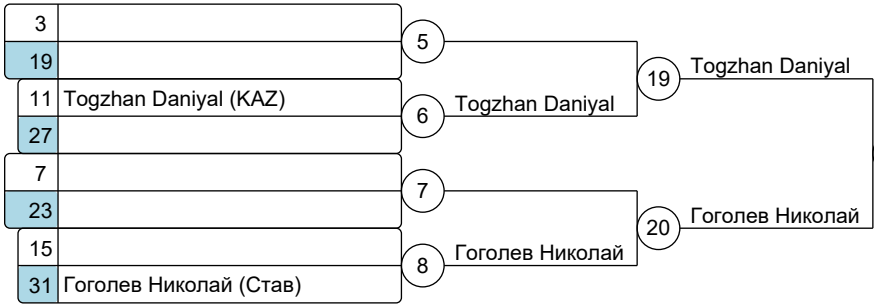 3
19
5
11 Togzhan Daniyal (KAZ)
27
6 Togzhan Daniyal
19 Togzhan Daniyal
7
23
7
15
31 Гоголев Николай (Став)
8 Гоголев Николай
20 Гоголев Николай